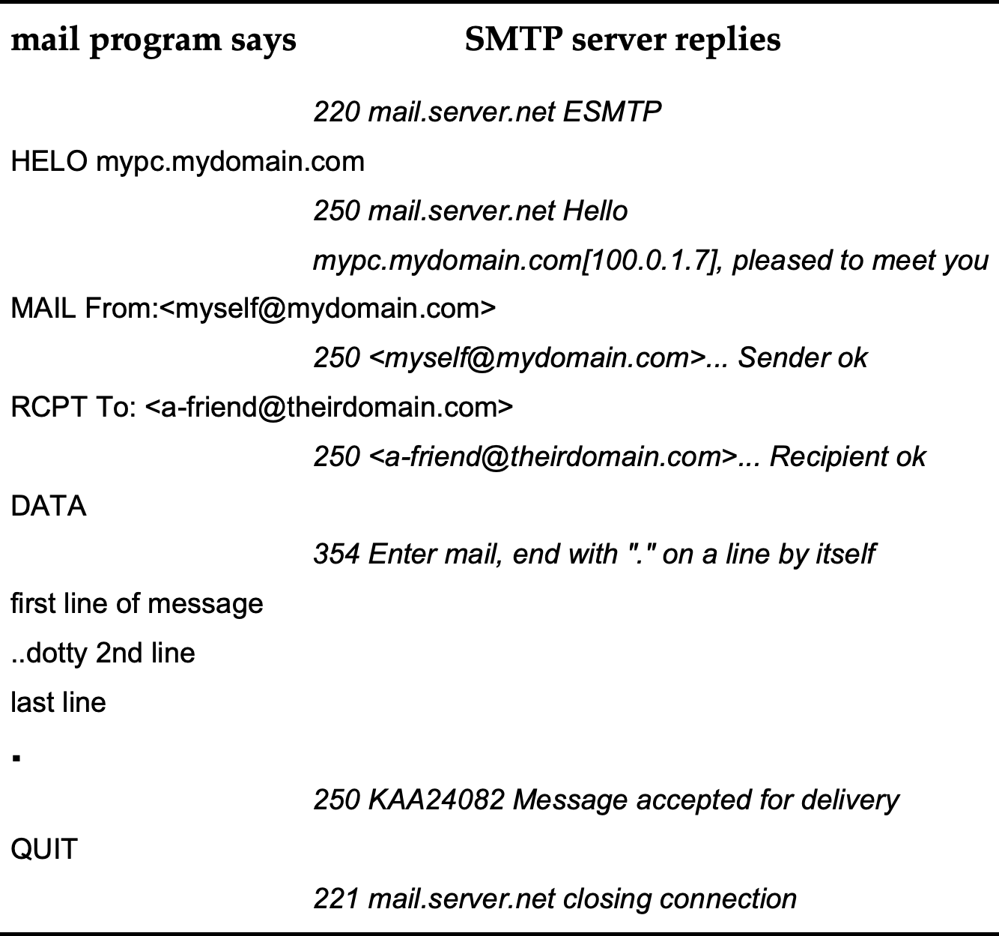 mail program says SMTP server replies
220 mail.server.net ESMTP
HELO mypc.mydomain.com
250 mail.server.net Hello
mypc.mydomain.com[100.0.1.7], pleased to meet you
MAIL From:<myself@mydomain.com>
250 <myself@mydomain.com>... Sender ok
RCPT To: <a-friend@theirdomain.com>
250 <a-friend@theirdomain.com>... Recipient ok
DATA
354 Enter mail, end with "." on a line by itself
first line of message
..dotty 2nd line
last line
.
250 KAA24082 Message accepted for delivery
QUIT
221 mail.server.net closing connection